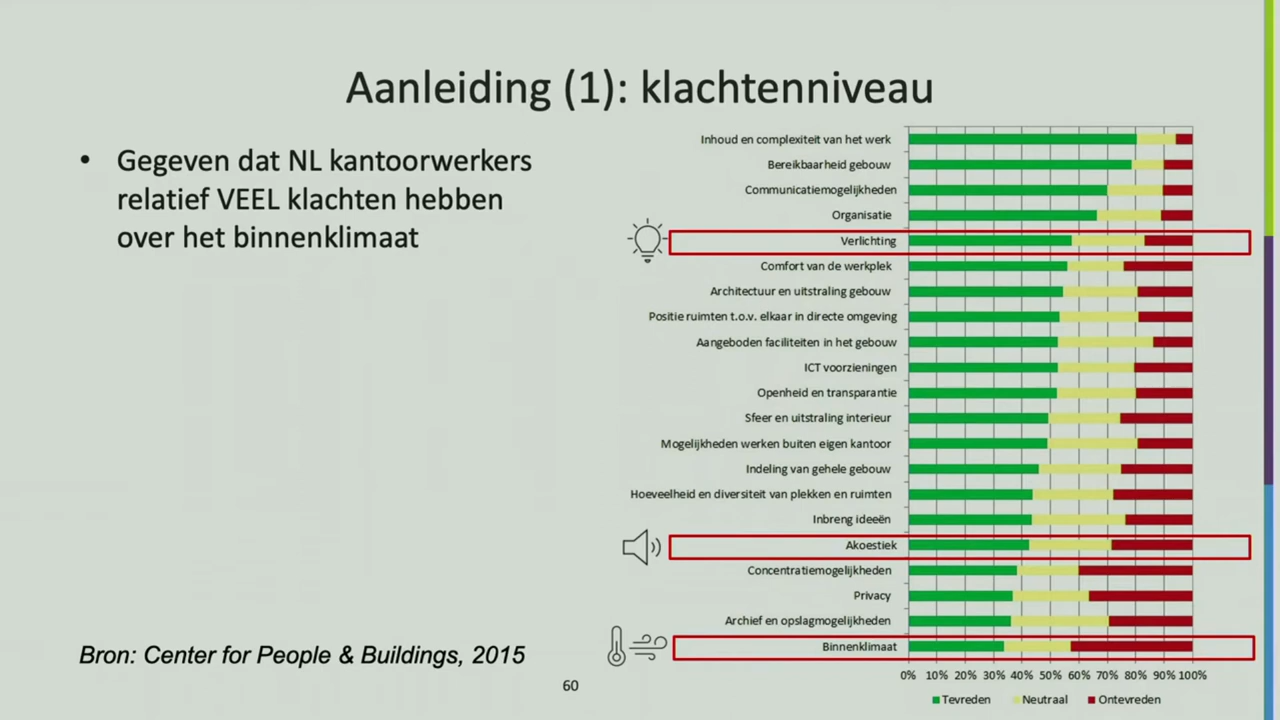 Aanleiding (1): klachtenniveau
• Gegeven dat NL kantoorwerkers
relatief VEEL klachten hebben
over het binnenklimaat
Inhoud en complexiteit van het werk
Bereikbaarheid gebouw
Communicatiemogelijkheden
Organisatie
Verlichting
Comfort van de werkplek
Architectuur en uitstraling gebouw
Positie ruimten t.o.v. elkaar in directe omgeving
Aangeboden faciliteiten in het gebouw
ICT voorzieningen
Openheid en transparantie
Sfeer en uitstraling interieur
Mogelijkheden werken buiten eigen kantoor
Indeling van gehele gebouw
Hoeveelheid en diversiteit van plekken en ruimten
Inbreng ideeën
Akoestiek
Concentratiemogelijkheden
Privacy
Archief en opslagmogelijkheden
Binnenklimaat
0% 10% 20% 30% 40% 50% 60% 70% 80% 90% 100%
Tevreden Neutraal Ontevreden
Bron: Center for People & Buildings, 2015
60